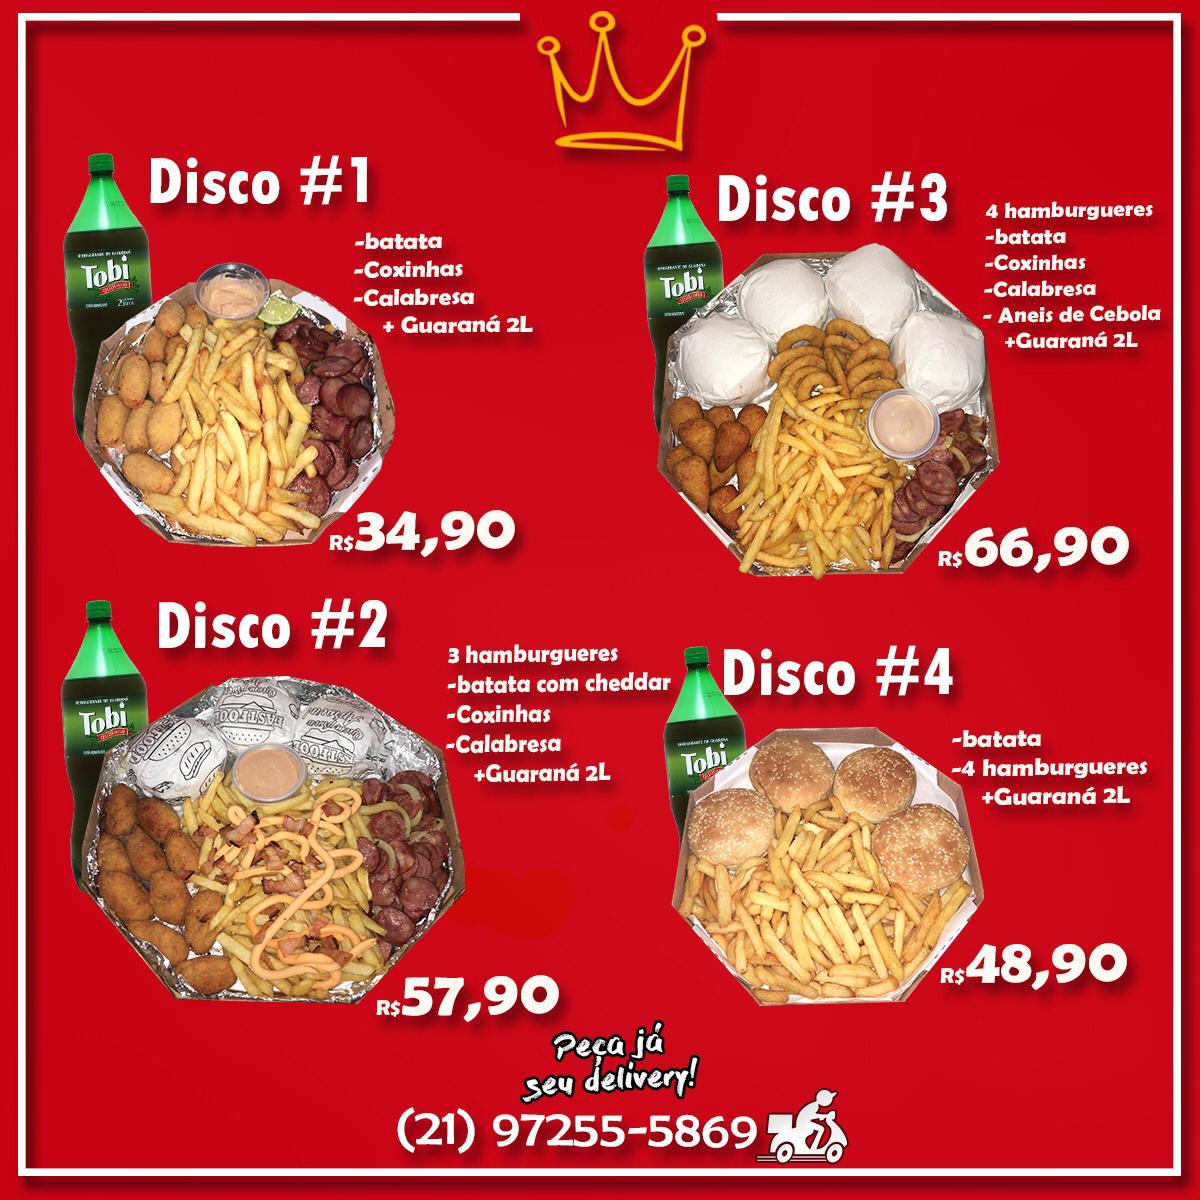 Disco #1
-batata
-Coxinhas
-Calabresa
+ Guaraná 2L
Tobi
R$34,90
Disco #3
4 hamburgueres
-batata
-Coxinhas
-Calabresa
- Aneis de Cebola
+Guaraná 2L
Tobi
R$66,90
Disco #2
3 hamburgueres
-batata com cheddar
-Coxinhas
-Calabresa
+Guaraná 2L
Tobi
R$57,90
Disco #4
-batata
-4 hamburgueres
+Guaraná 2L
Tobi
R$48,90
Peça já
seu delivery!
(21) 97255-5869